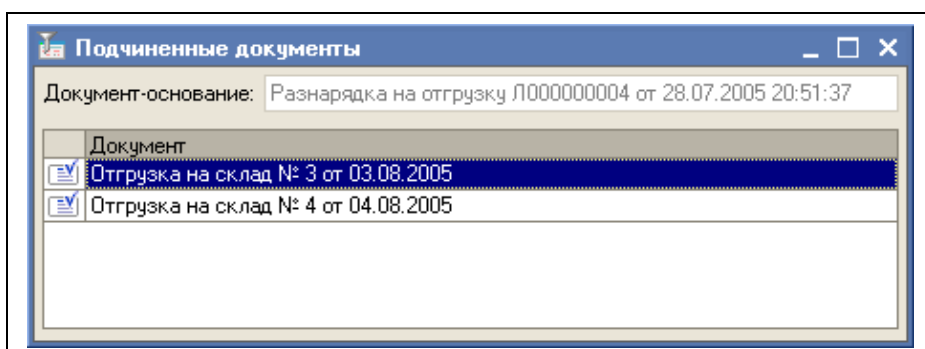 Подчиненные документы
Документ-основание: Разнарядка на отгрузку Л000000004 от 28.07.2005 20:51:37
Документ
Отгрузка на склад № 3 от 03.08.2005
Отгрузка на склад № 4 от 04.08.2005